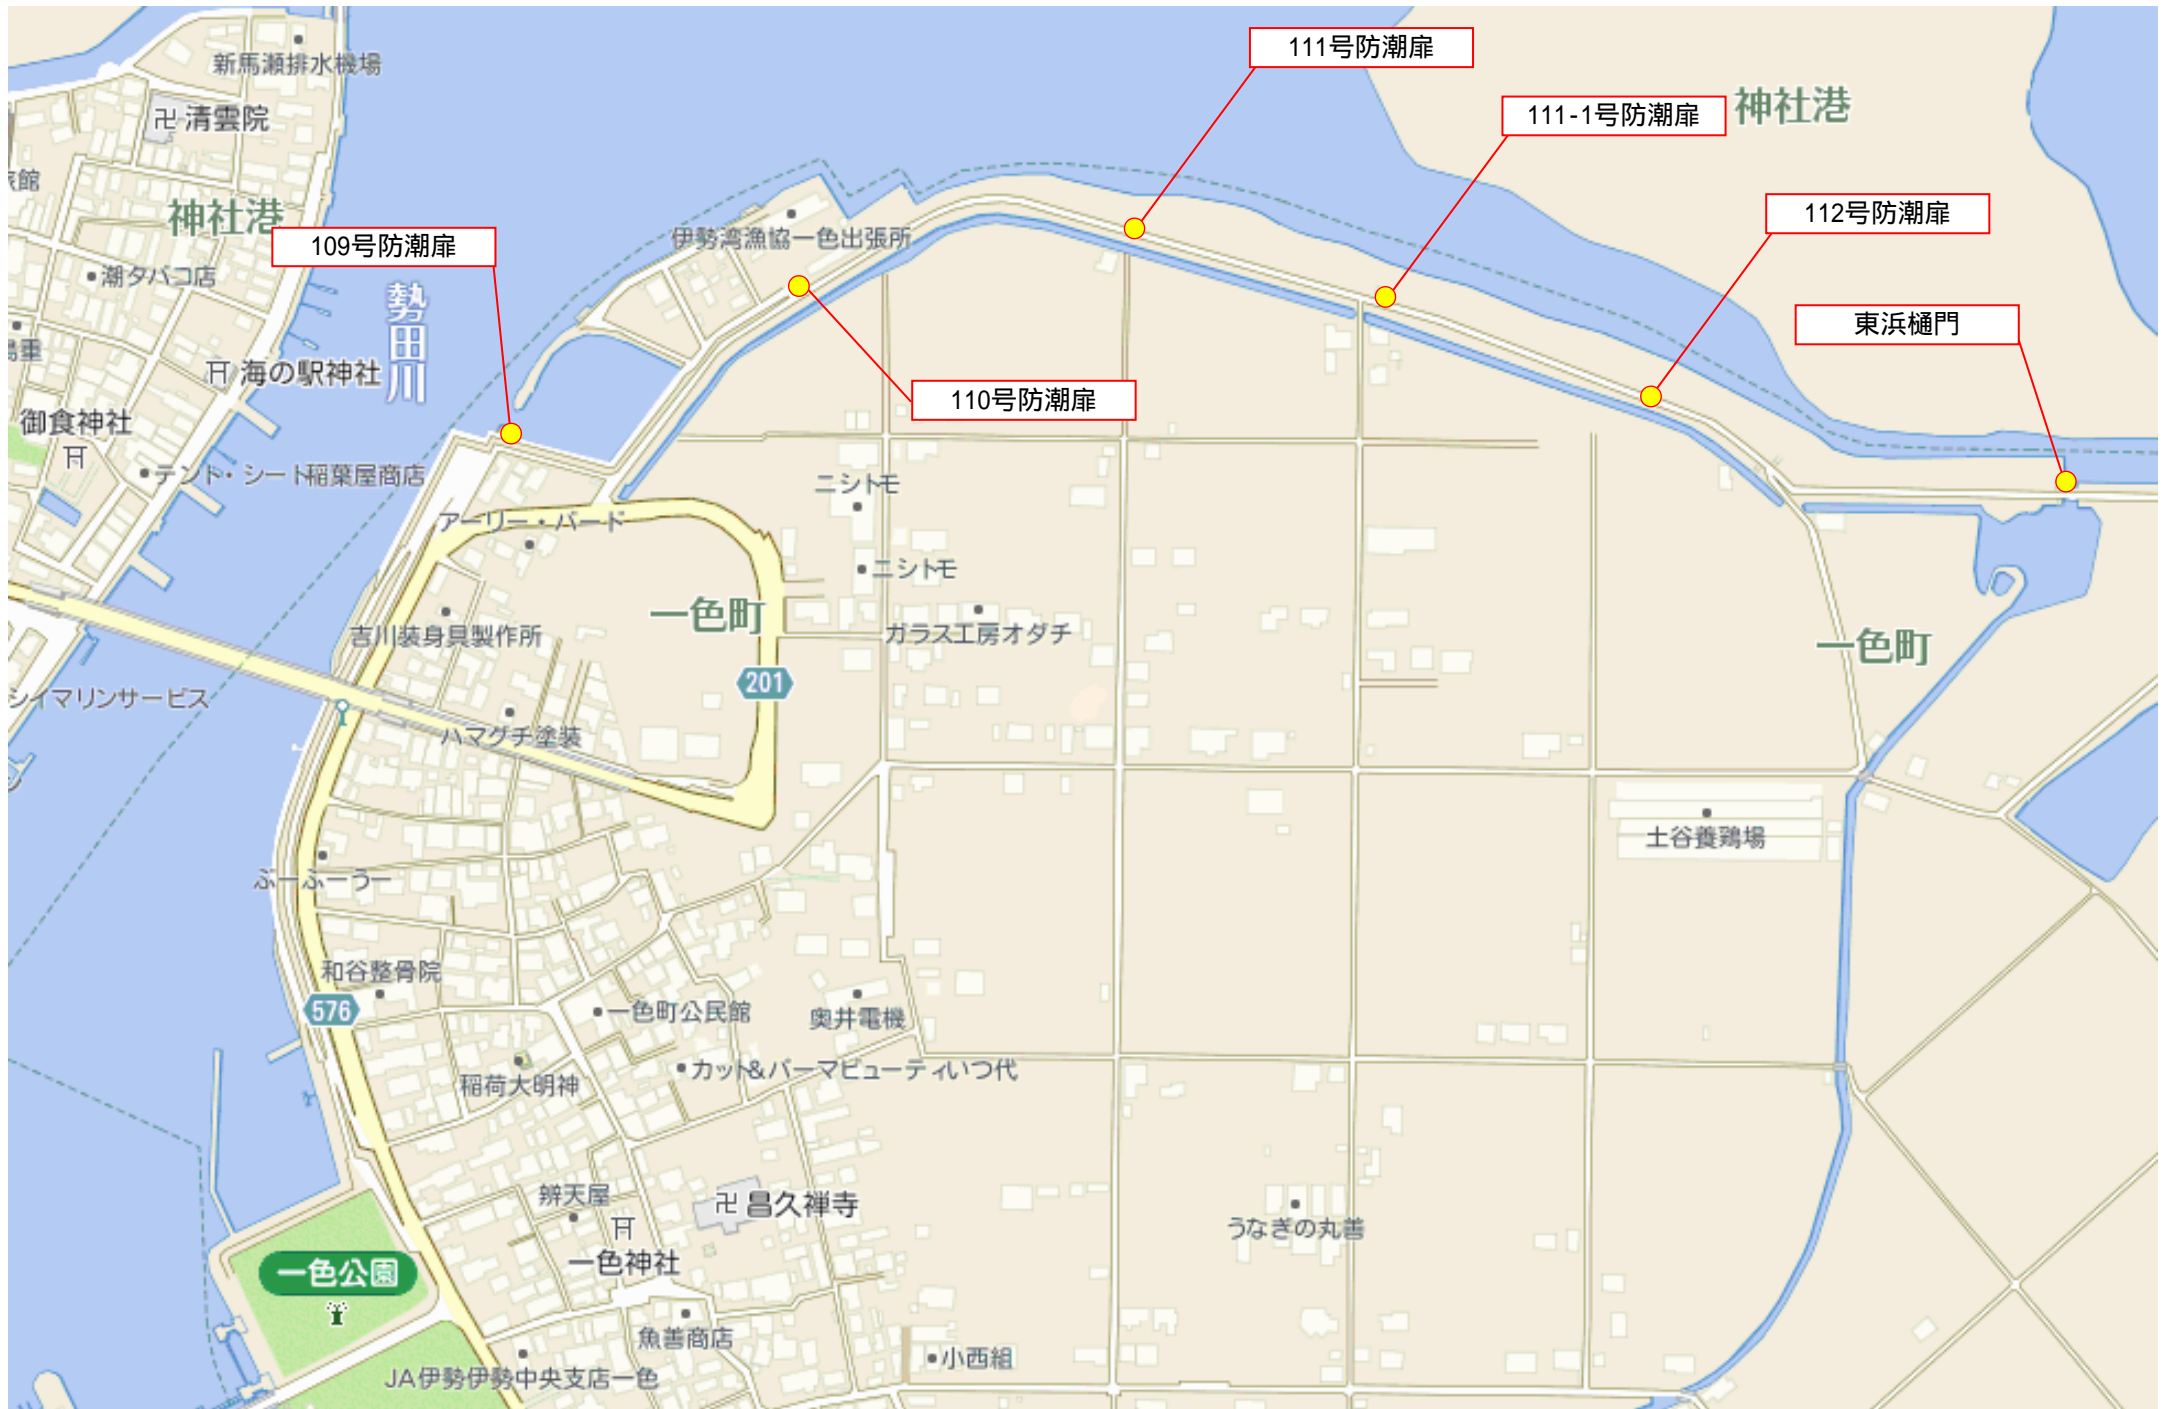 111号防潮扉
新馬瀬排水機場
神社港
111-1号防潮扉
卍 清雲院
館
112号防潮扉
神社港
109号防潮扉
伊勢湾漁協一色出張所
潮タバコ店
勢田川
東浜樋門
海の駅神社
110号防潮扉
御食神社
テント・シート稲葉屋商店
ニシトモ
アーリー・バード
ニシトモ
一色町
吉川装身具製作所
ガラス工房オダチ
一色町
201
シイマリンサービス
ハマグチ塗装
土谷養鶏場
ぶーふーうー
和谷整骨院
576
一色町公民館
奥井電機
カット&パーマビューティいつ代
稲荷大明神
辨天屋
卍 昌久禅寺
うなぎの丸善
一色神社
一色公園
魚善商店
小西組
JA伊勢伊勢中央支店一色